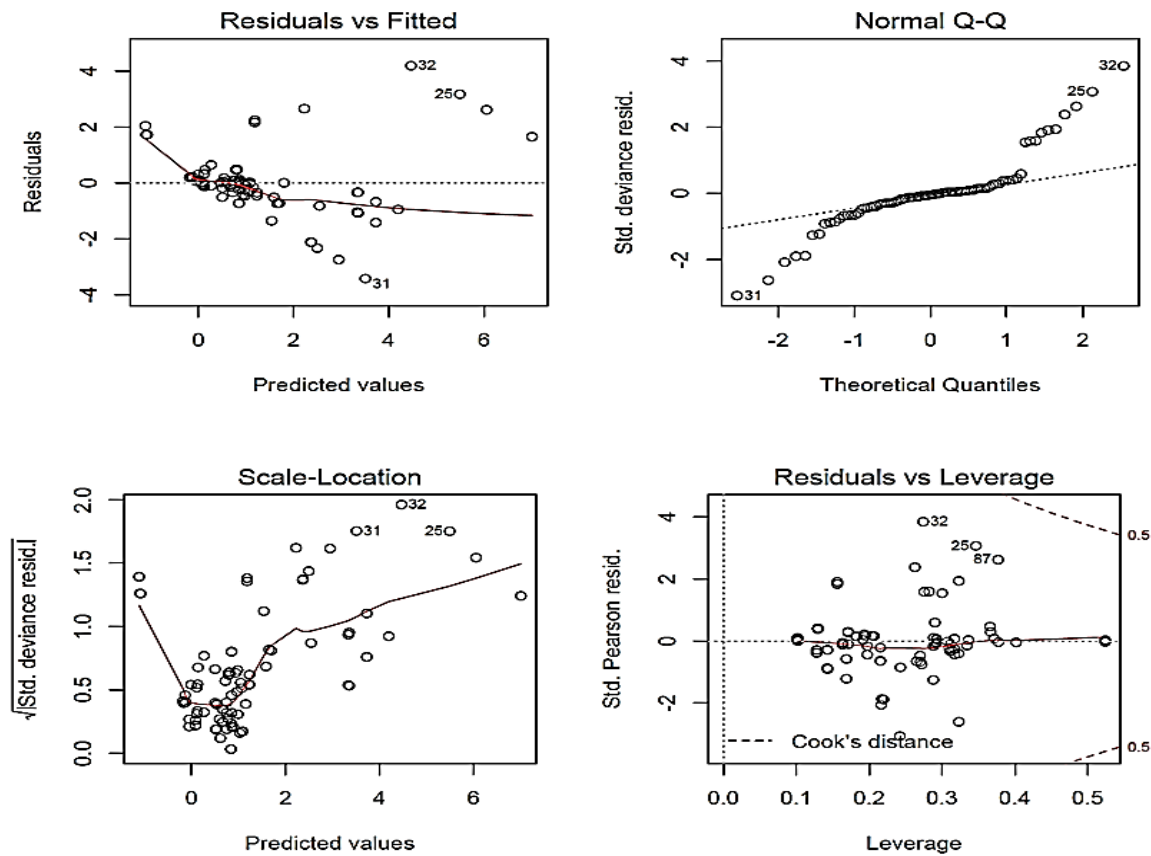 Residuals vs Fitted
Residuals
4
2
0
-2
-4
32
25
31
0 2 4 6
Predicted values
Normal Q-Q
Std. deviance resid.
4
2
0
-2
32
25
31
-2 -1 0 1 2
Theoretical Quantiles
Scale-Location
√|Std. deviance resid.|
2.0
1.5
1.0
0.5
0.0
32
31
25
0 2 4 6
Predicted values
Residuals vs Leverage
Std. Pearson resid.
4
2
0
-2
32
25
87
0.5
0.5
Cook's distance
0.0 0.1 0.2 0.3 0.4 0.5
Leverage